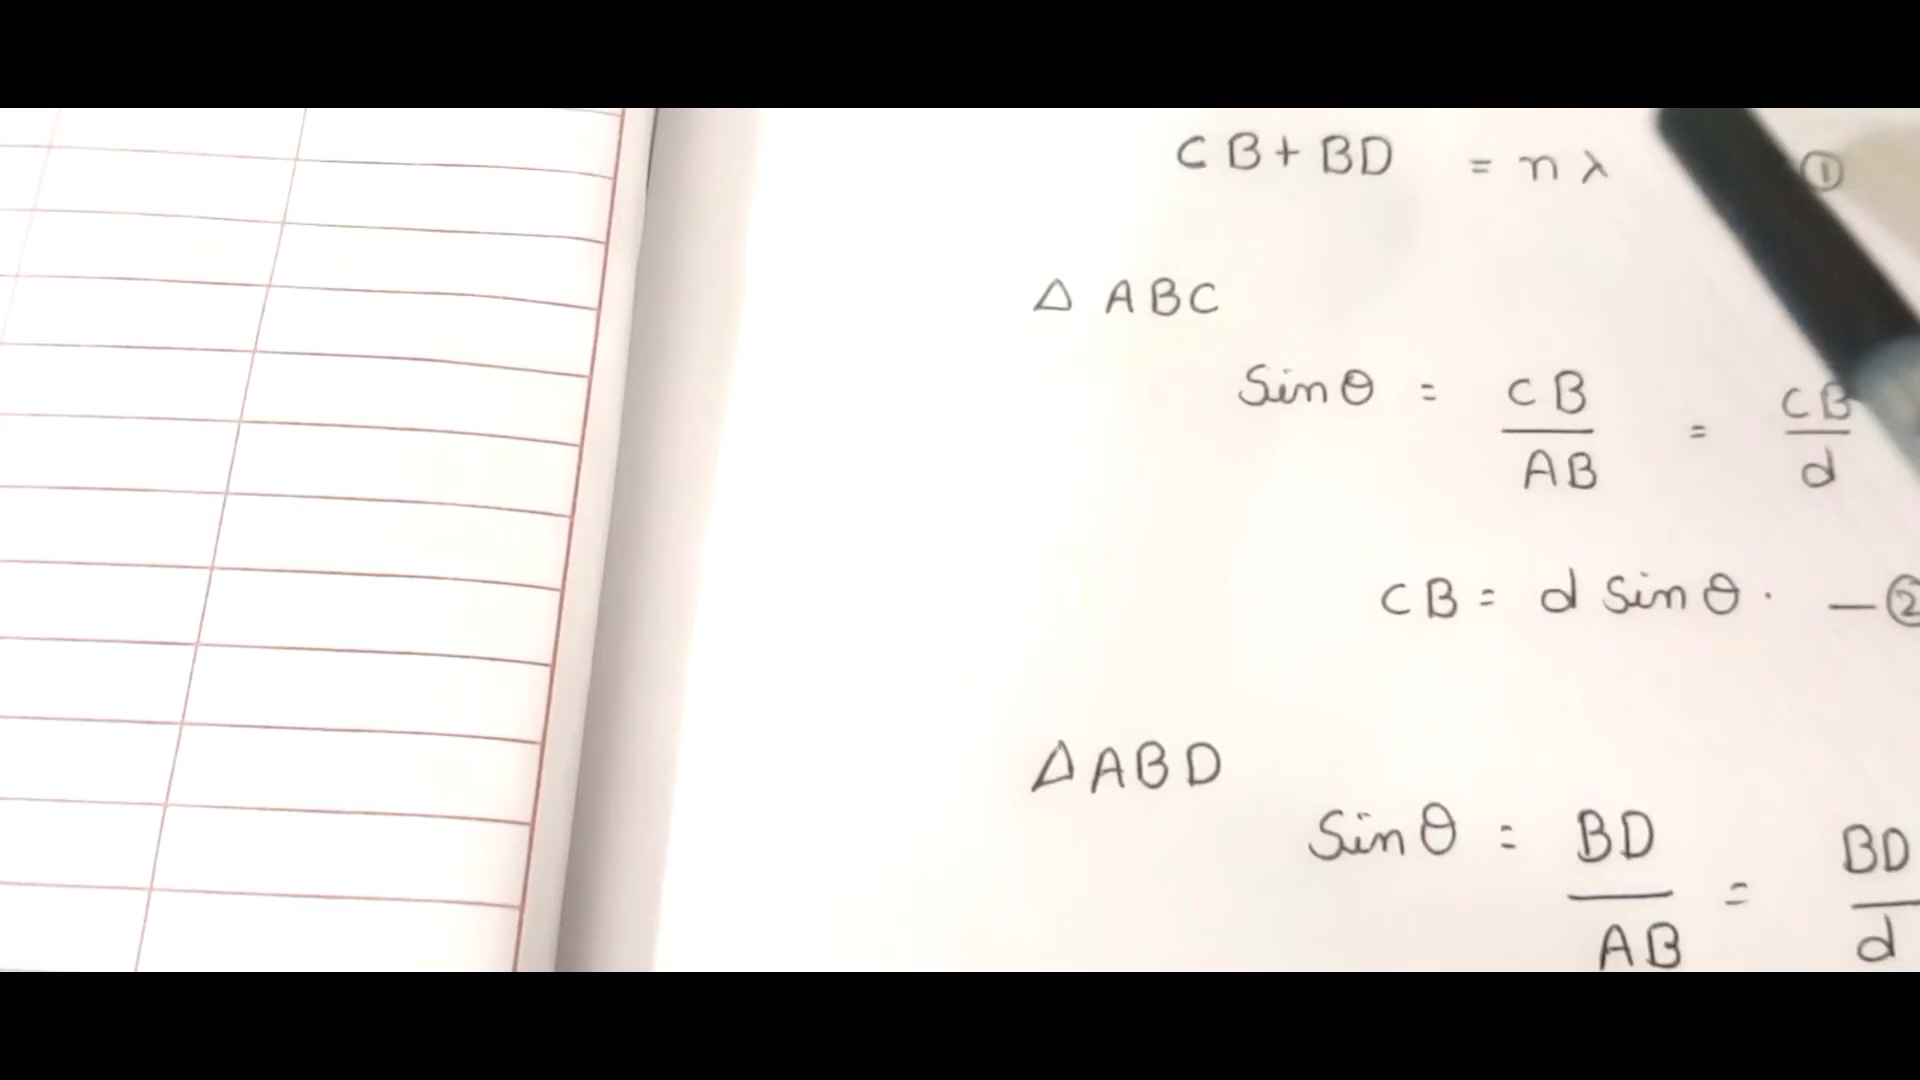 CB + BD = nλ ①
△ ABC
Sinθ = CB/AB = CB/d
CB = d Sinθ. — ②
△ ABD
Sinθ = BD/AB = BD/d